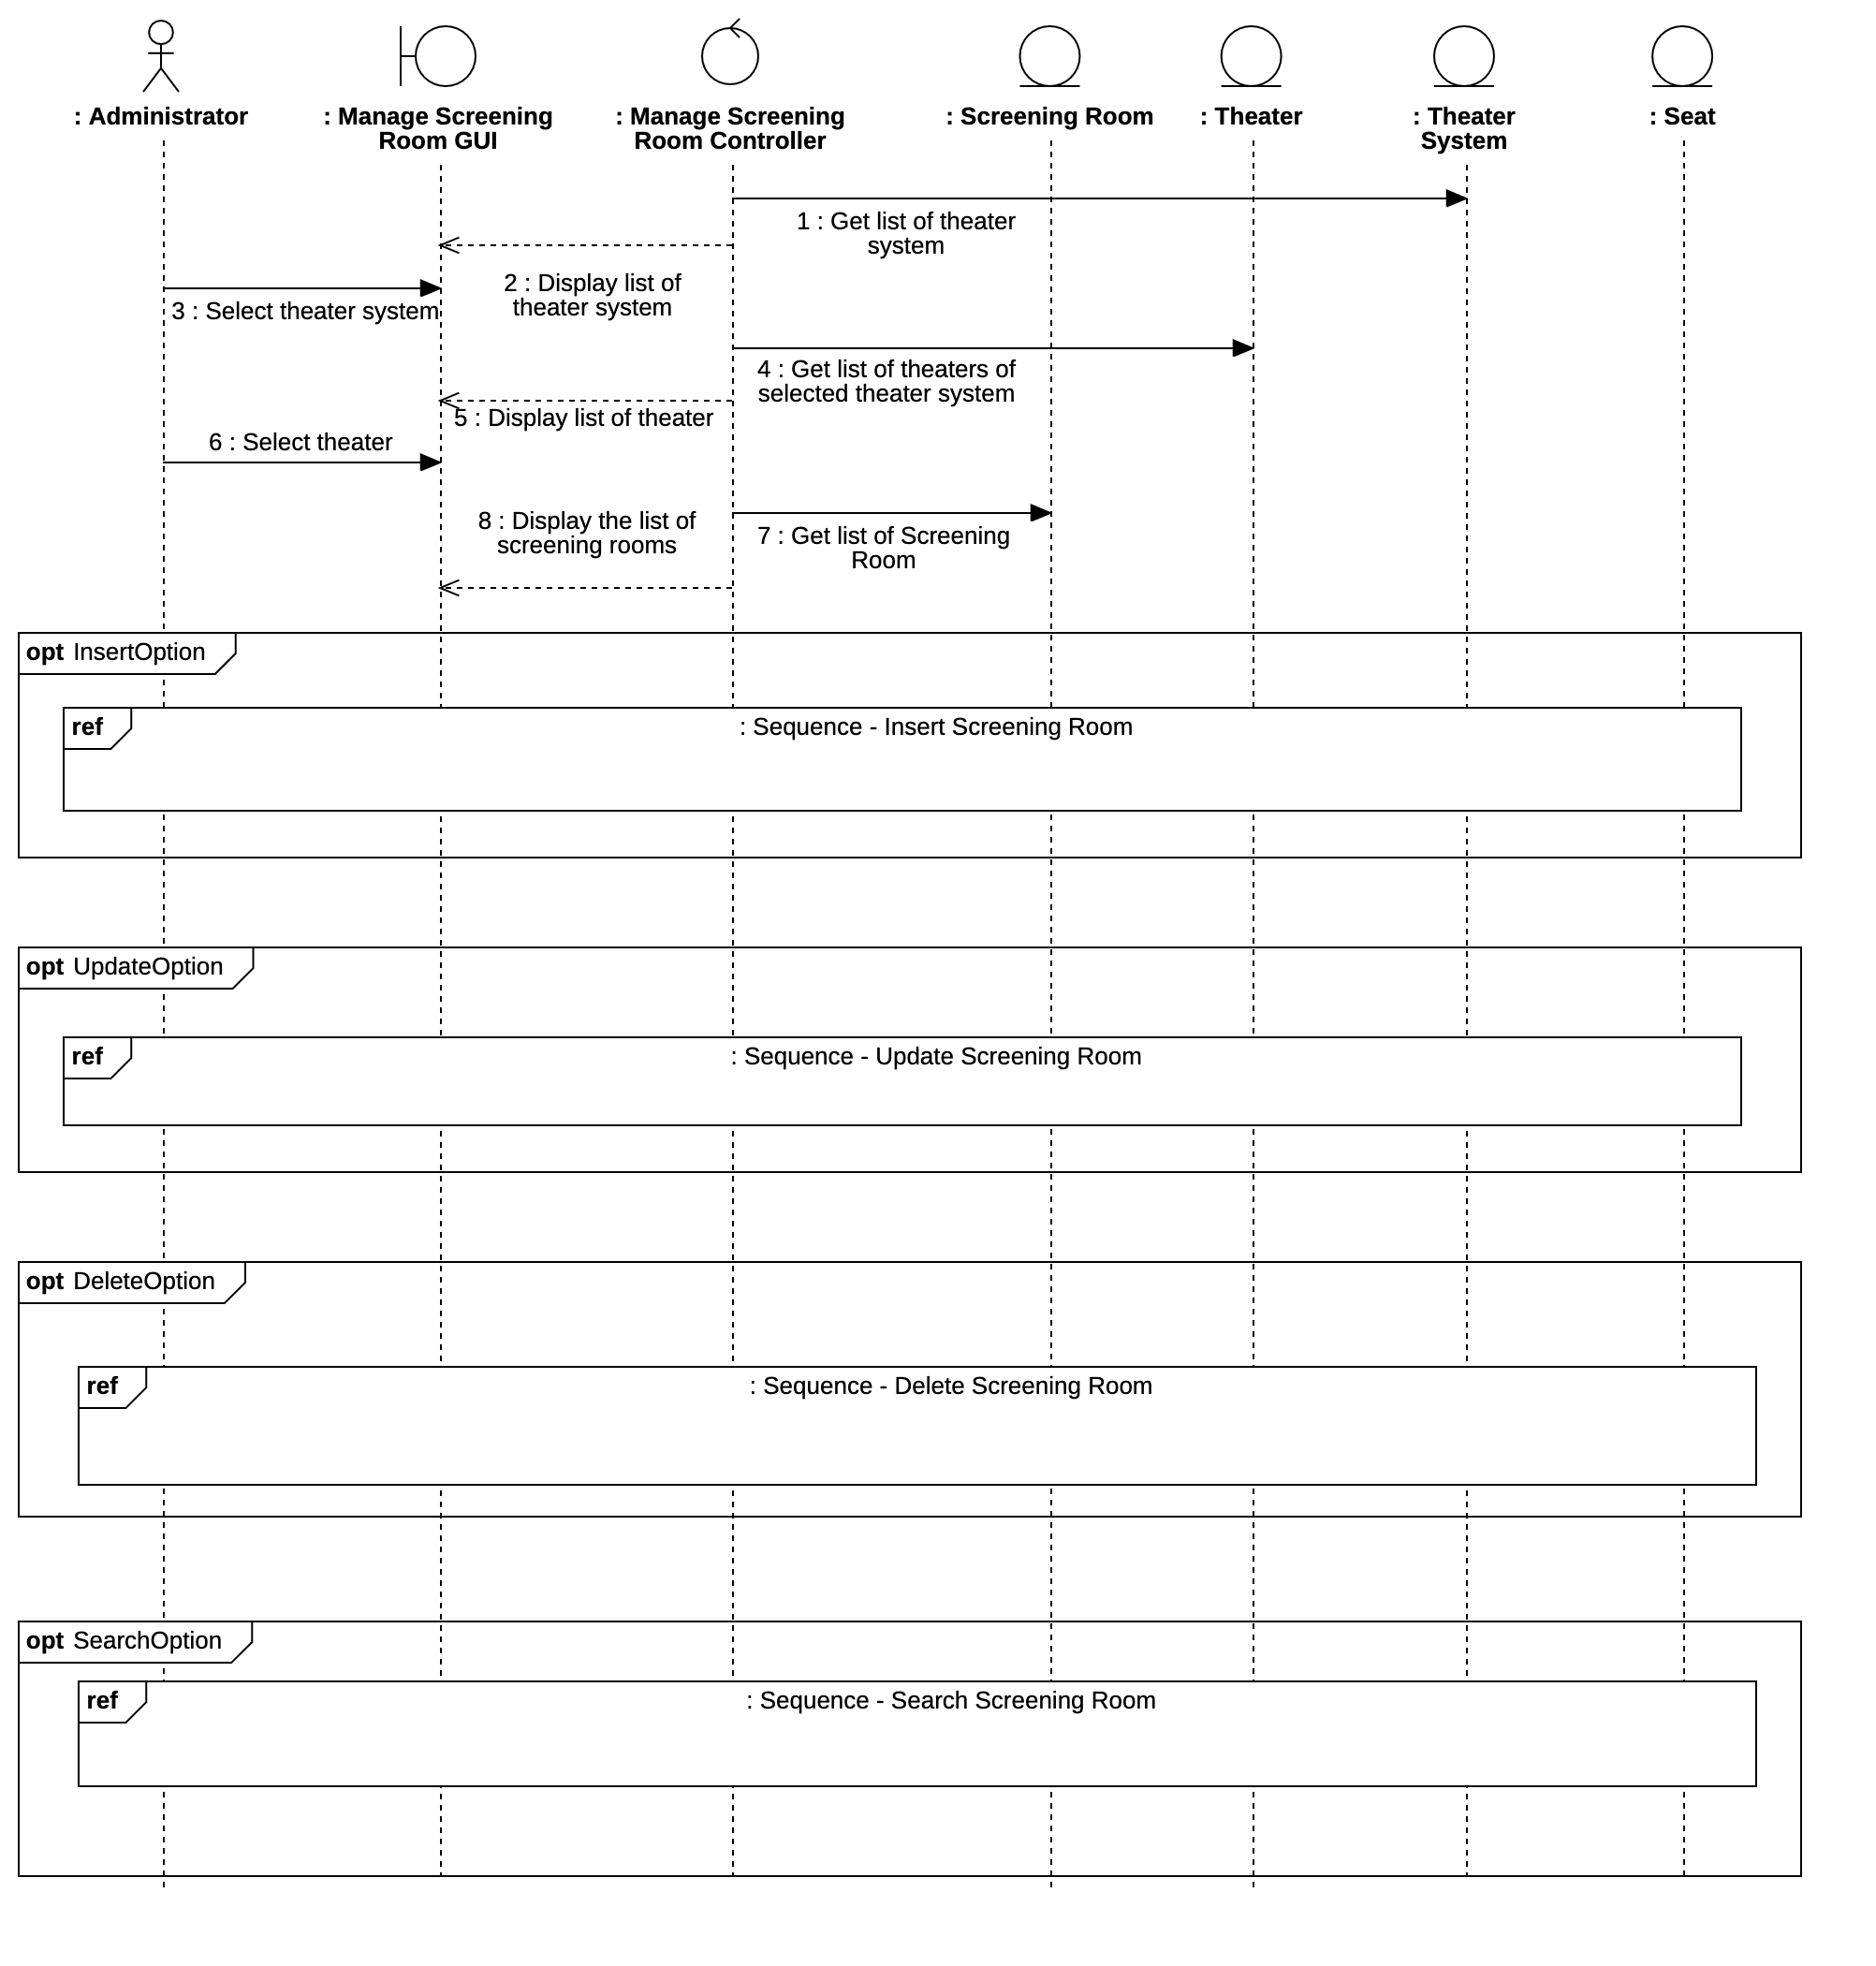 : Administrator
: Manage Screening
Room GUI
: Manage Screening
Room Controller
: Screening Room
: Theater
: Theater
System
: Seat
1 : Get list of theater
system
2 : Display list of
theater system
3 : Select theater system
4 : Get list of theaters of
selected theater system
5 : Display list of theater
6 : Select theater
8 : Display the list of
screening rooms
7 : Get list of Screening
Room
opt InsertOption
ref
: Sequence - Insert Screening Room
opt UpdateOption
ref
: Sequence - Update Screening Room
opt DeleteOption
ref
: Sequence - Delete Screening Room
opt SearchOption
ref
: Sequence - Search Screening Room